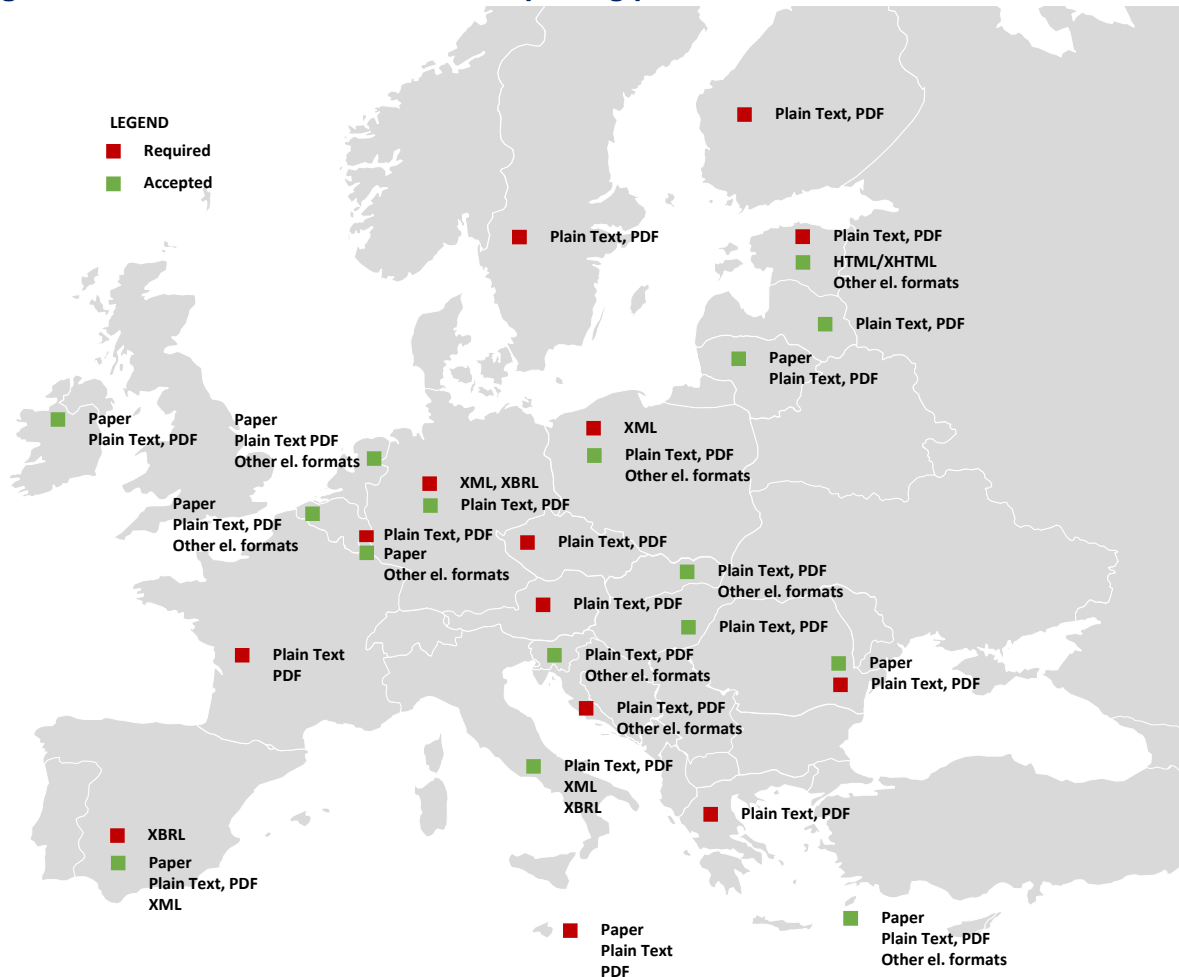 LEGEND
Required
Accepted
Plain Text, PDF
Plain Text, PDF
Plain Text, PDF
HTML/XHTML
Other el. formats
Plain Text, PDF
Paper
Plain Text, PDF
Paper
Plain Text, PDF
Paper
Plain Text PDF
Other el. formats
XML
Plain Text, PDF
Other el. formats
XML, XBRL
Plain Text, PDF
Paper
Plain Text, PDF
Other el. formats
Plain Text, PDF
Paper
Other el. formats
Plain Text, PDF
Plain Text, PDF
Other el. formats
Plain Text, PDF
Plain Text, PDF
Plain Text
PDF
Plain Text, PDF
Other el. formats
Paper
Plain Text, PDF
Plain Text, PDF
Other el. formats
Plain Text, PDF
XML
XBRL
Plain Text, PDF
XBRL
Paper
Plain Text, PDF
XML
Paper
Plain Text
PDF
Paper
Plain Text, PDF
Other el. formats